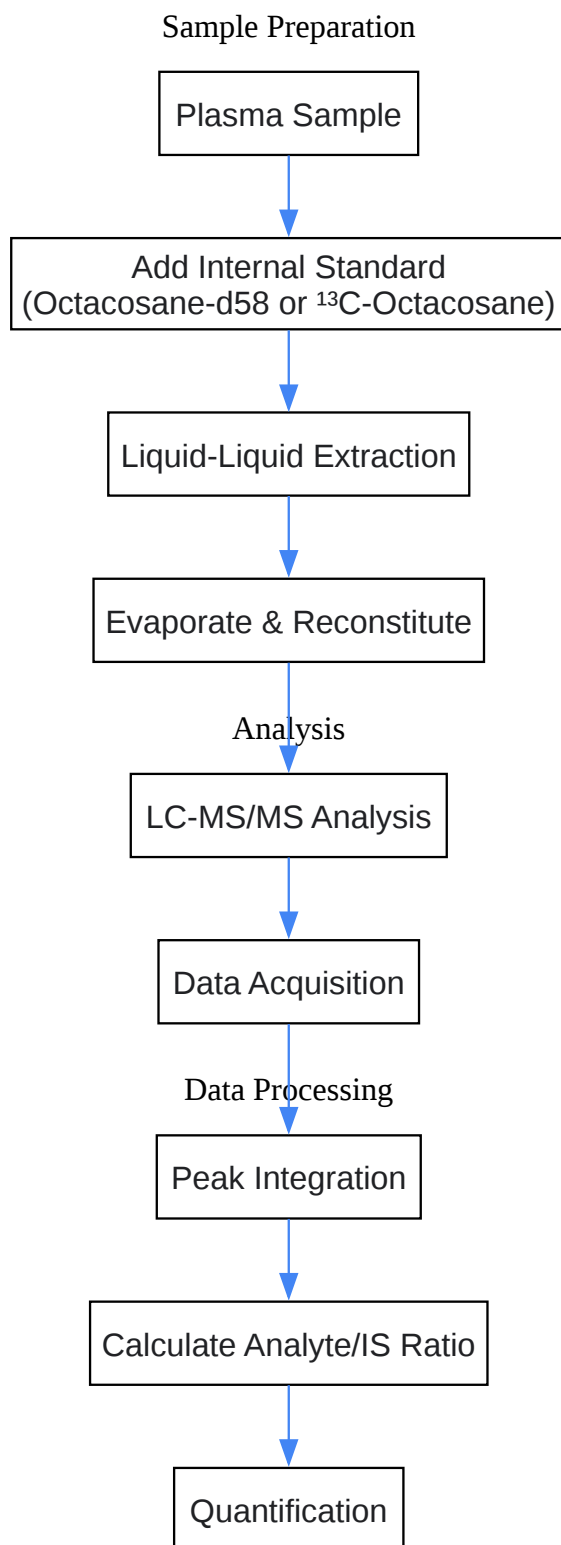 Sample Preparation
Plasma Sample
Add Internal Standard
(Octacosane-d58 or ¹³C-Octacosane)
Liquid-Liquid Extraction
Evaporate & Reconstitute
Analysis
LC-MS/MS Analysis
Data Acquisition
Data Processing
Peak Integration
Calculate Analyte/IS Ratio
Quantification